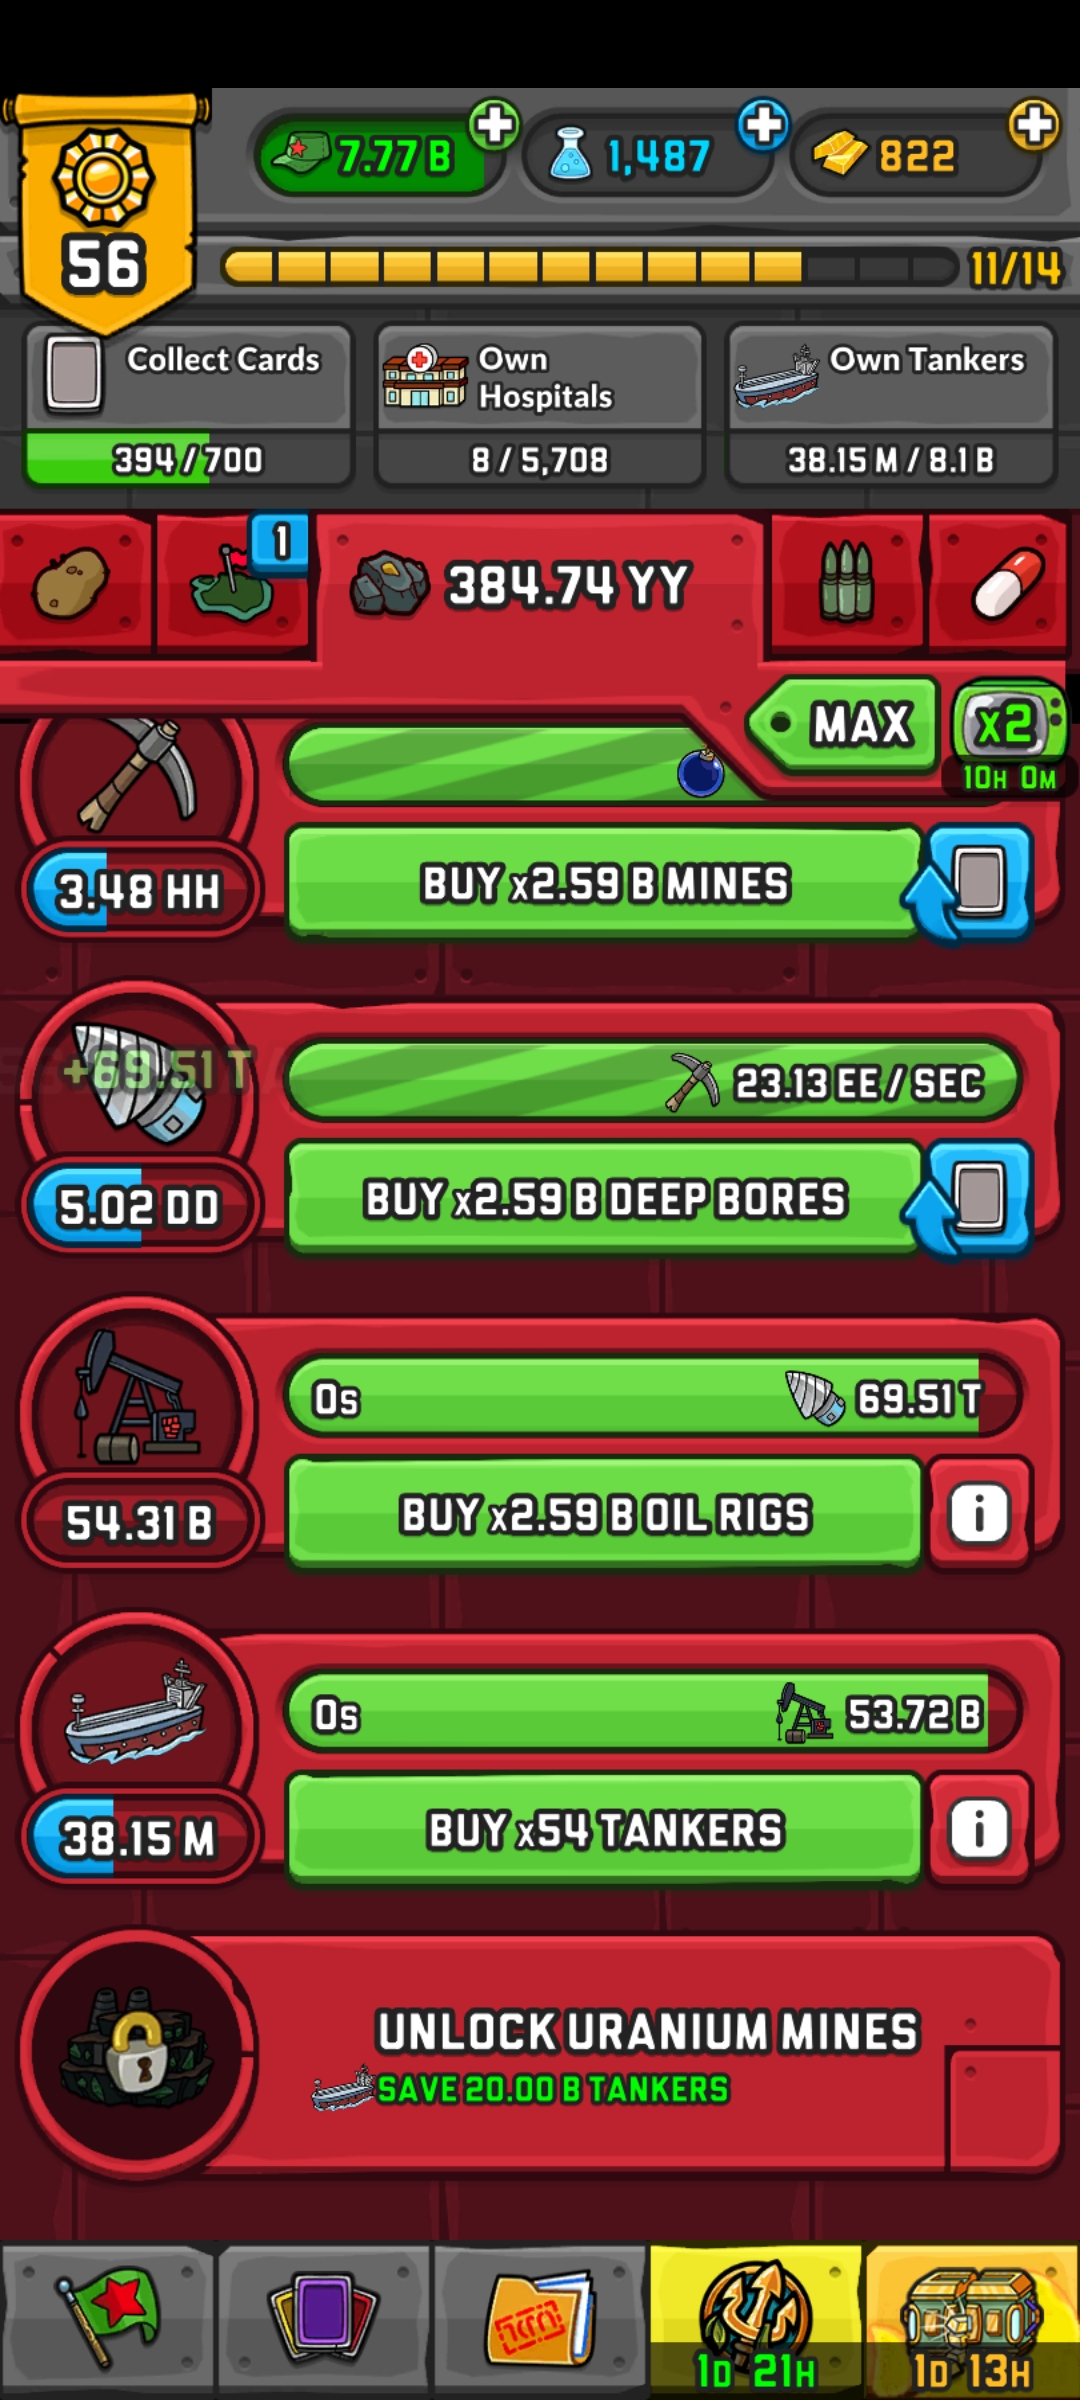 7.77 B
1,487
822
56
11/14
Collect Cards
394/700
Own
Hospitals
8/5,708
Own Tankers
38.15 M / 8.1 B
1
384.74 YY
MAX
x2
10H 0M
3.48 HH
BUY x2.59 B MINES
+69.51 T
23.13 EE / SEC
5.02 DD
BUY x2.59 B DEEP BORES
0s
69.51 T
54.31 B
BUY x2.59 B OIL RIGS
i
0s
53.72 B
38.15 M
BUY x54 TANKERS
i
UNLOCK URANIUM MINES
SAVE 20.00 B TANKERS
1D 21H
1D 13H